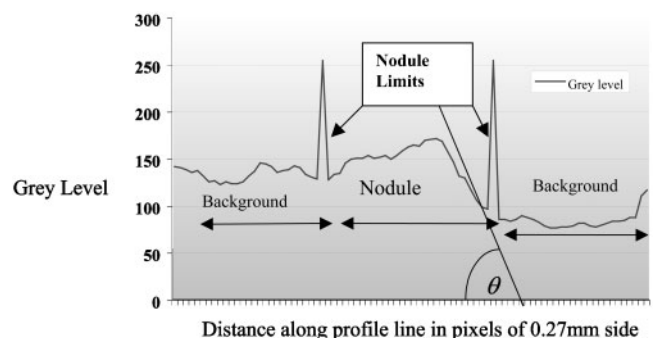 300
250
200
150
100
50
0
Grey Level
Nodule
Limits
Grey level
Background
Nodule
Background
θ
Distance along profile line in pixels of 0.27mm side